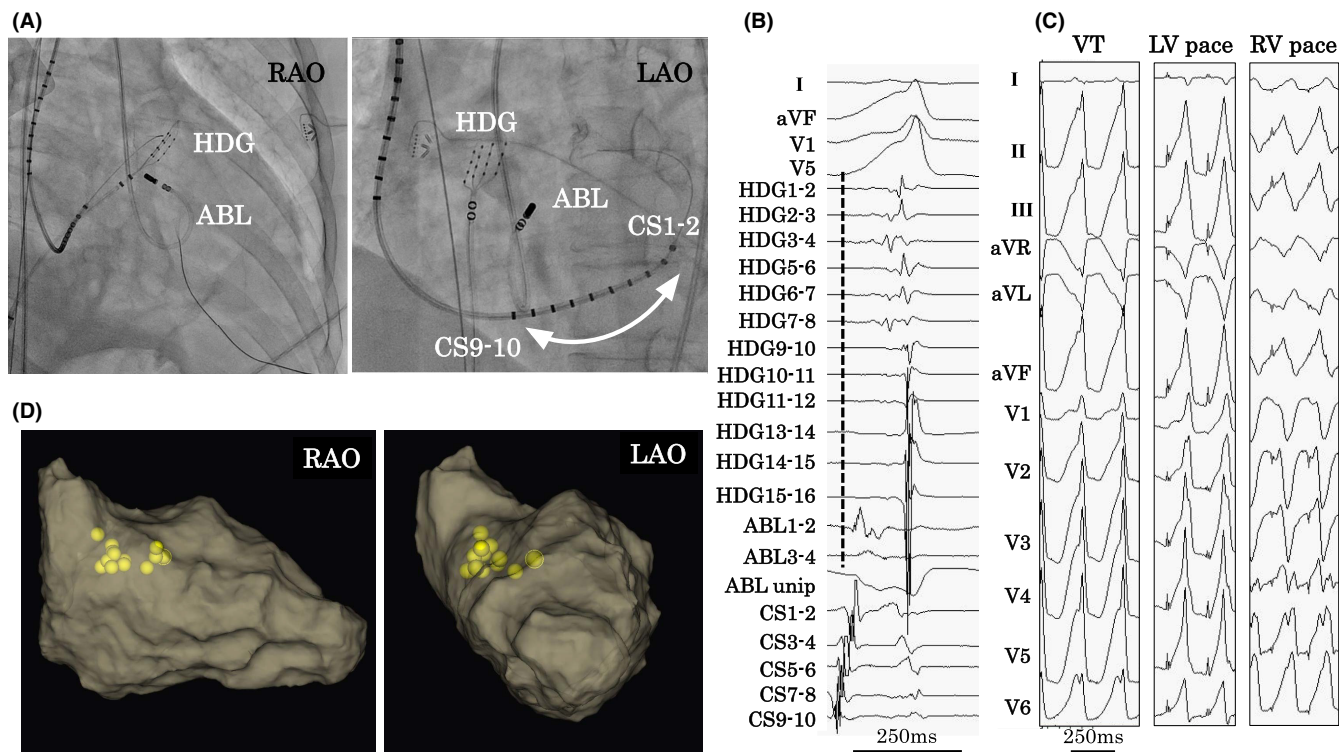 (A)
RAO
HDG
ABL
LAO
HDG
ABL
CS1-2
CS9-10
(B)
I
aVF
V1
V5
HDG1-2
HDG2-3
HDG3-4
HDG5-6
HDG6-7
HDG7-8
HDG9-10
HDG10-11
HDG11-12
HDG13-14
HDG14-15
HDG15-16
ABL1-2
ABL3-4
ABL unip
CS1-2
CS3-4
CS5-6
CS7-8
CS9-10
250ms
(C)
VT LV pace RV pace
I
II
III
aVR
aVL
aVF
V1
V2
V3
V4
V5
V6
250ms
(D)
RAO
LAO